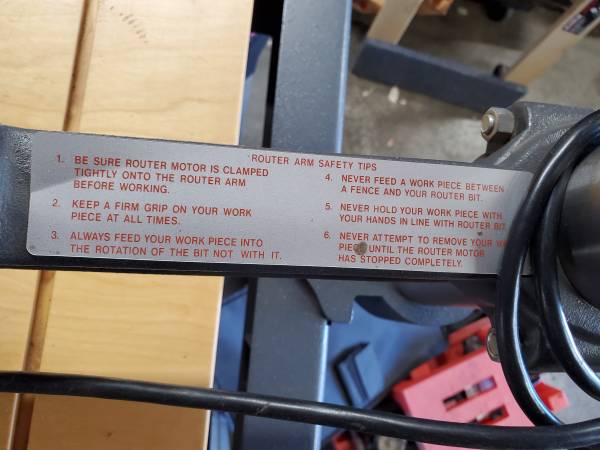 ROUTER ARM SAFETY TIPS
1. BE SURE ROUTER MOTOR IS CLAMPED
TIGHTLY ONTO THE ROUTER ARM
BEFORE WORKING.
2. KEEP A FIRM GRIP ON YOUR WORK
PIECE AT ALL TIMES.
3. ALWAYS FEED YOUR WORK PIECE INTO
THE ROTATION OF THE BIT NOT WITH IT.
4. NEVER FEED A WORK PIECE BETWEEN
A FENCE AND YOUR ROUTER BIT.
5. NEVER HOLD YOUR WORK PIECE WITH
YOUR HANDS IN LINE WITH ROUTER BIT
6. NEVER ATTEMPT TO REMOVE YOUR
PIECE UNTIL THE ROUTER MOTOR
HAS STOPPED COMPLETELY.